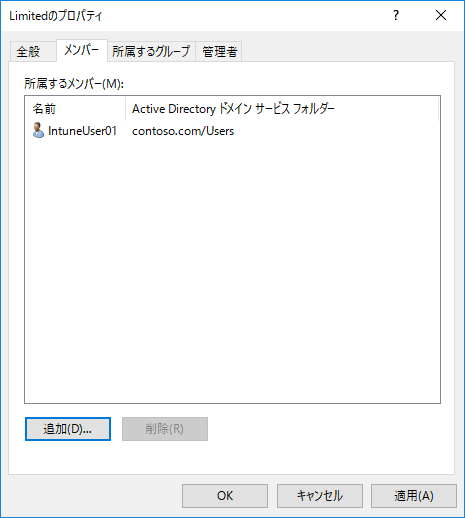 Limitedのプロパティ
?
全般
メンバー
所属するグループ
管理者
所属するメンバー(M):
名前 Active Directory ドメイン サービス フォルダー
IntuneUser01 contoso.com/Users
追加(D)... 削除(R)
OK キャンセル 適用(A)